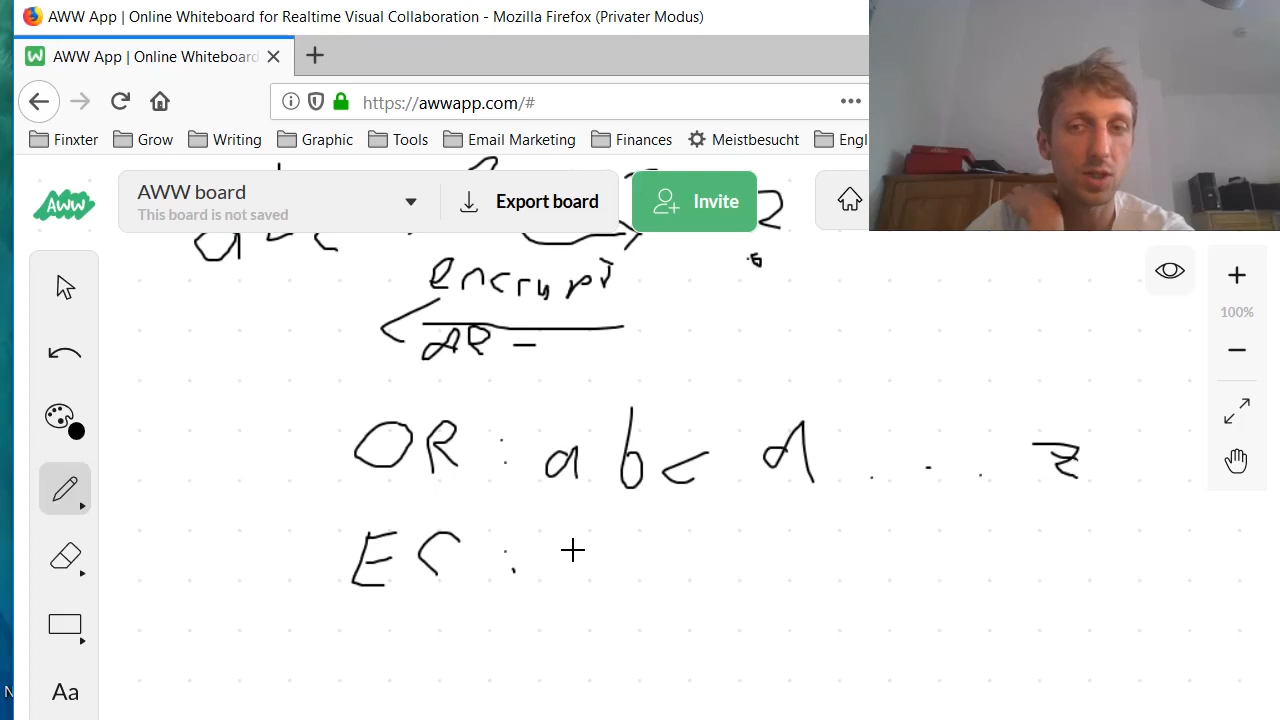 AWW App | Online Whiteboard for Realtime Visual Collaboration - Mozilla Firefox (Privater Modus)
AWW App | Online Whiteboard
https://awwapp.com/#
Finxter Grow Writing Graphic Tools Email Marketing Finances Meistbesucht Engl
AWW
AWW board
This board is not saved
Export board
Invite
encrypt
100%
OR : a b c d . . . z
EC :
Aa
N